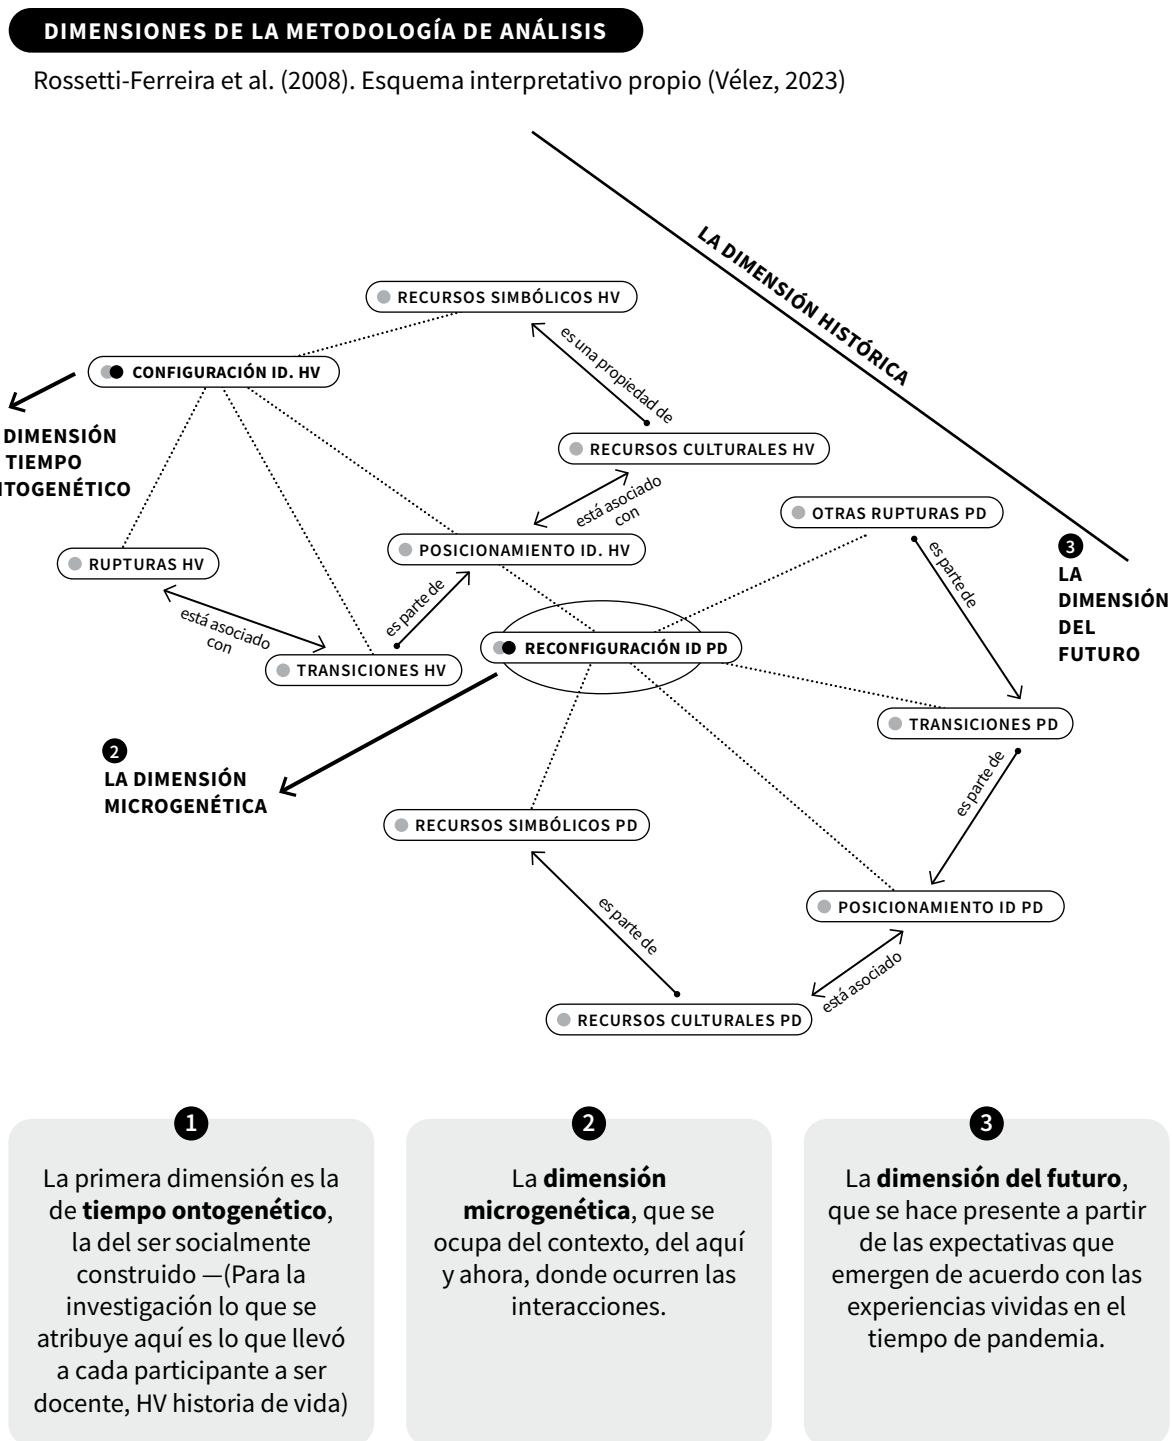 DIMENSIONES DE LA METODOLOGÍA DE ANÁLISIS
Rossetti-Ferreira et al. (2008). Esquema interpretativo propio (Vélez, 2023)
LA DIMENSIÓN HISTÓRICA
RECURSOS SIMBÓLICOS HV
es una propiedad de
CONFIGURACIÓN ID. HV
DIMENSIÓN
TIEMPO
NTOGENÉTICO
RECURSOS CULTURALES HV
está asociado
con
OTRAS RUPTURAS PD
POSICIONAMIENTO ID. HV
RUPTURAS HV
es parte de
es parte de
3
LA
DIMENSIÓN
DEL
FUTURO
está asociado
con
RECONFIGURACIÓN ID PD
TRANSICIONES HV
TRANSICIONES PD
2
LA DIMENSIÓN
MICROGENÉTICA
es parte de
RECURSOS SIMBÓLICOS PD
POSICIONAMIENTO ID PD
es parte de
está asociado
RECURSOS CULTURALES PD
1
La primera dimensión es la
de tiempo ontogenético,
la del ser socialmente
construido —(Para la
investigación lo que se
atribuye aquí es lo que llevó
a cada participante a ser
docente, HV historia de vida)
2
La dimensión
microgenética, que se
ocupa del contexto, del aquí
y ahora, donde ocurren las
interacciones.
3
La dimensión del futuro,
que se hace presente a partir
de las expectativas que
emergen de acuerdo con las
experiencias vividas en el
tiempo de pandemia.